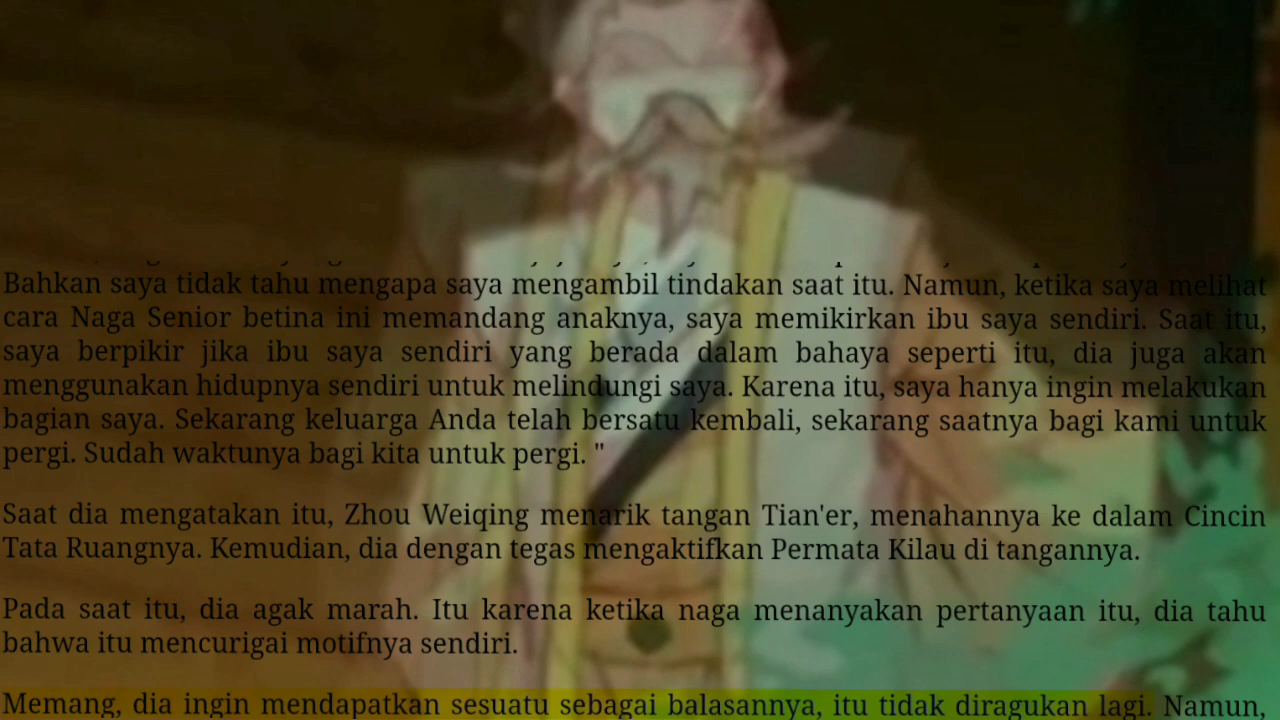 Bahkan saya tidak tahu mengapa saya mengambil tindakan saat itu. Namun, ketika saya melihat
cara Naga Senior betina ini memandang anaknya, saya memikirkan ibu saya sendiri. Saat itu,
saya berpikir jika ibu saya sendiri yang berada dalam bahaya seperti itu, dia juga akan
menggunakan hidupnya sendiri untuk melindungi saya. Karena itu, saya hanya ingin melakukan
bagian saya. Sekarang keluarga Anda telah bersatu kembali, sekarang saatnya bagi kami untuk
pergi. Sudah waktunya bagi kita untuk pergi. "
Saat dia mengatakan itu, Zhou Weiqing menarik tangan Tian'er, menahannya ke dalam Cincin
Tata Ruangnya. Kemudian, dia dengan tegas mengaktifkan Permata Kilau di tangannya.
Pada saat itu, dia agak marah. Itu karena ketika naga menanyakan pertanyaan itu, dia tahu
bahwa itu mencurigai motifnya sendiri.
Memang, dia ingin mendapatkan sesuatu sebagai balasannya, itu tidak diragukan lagi. Namun,